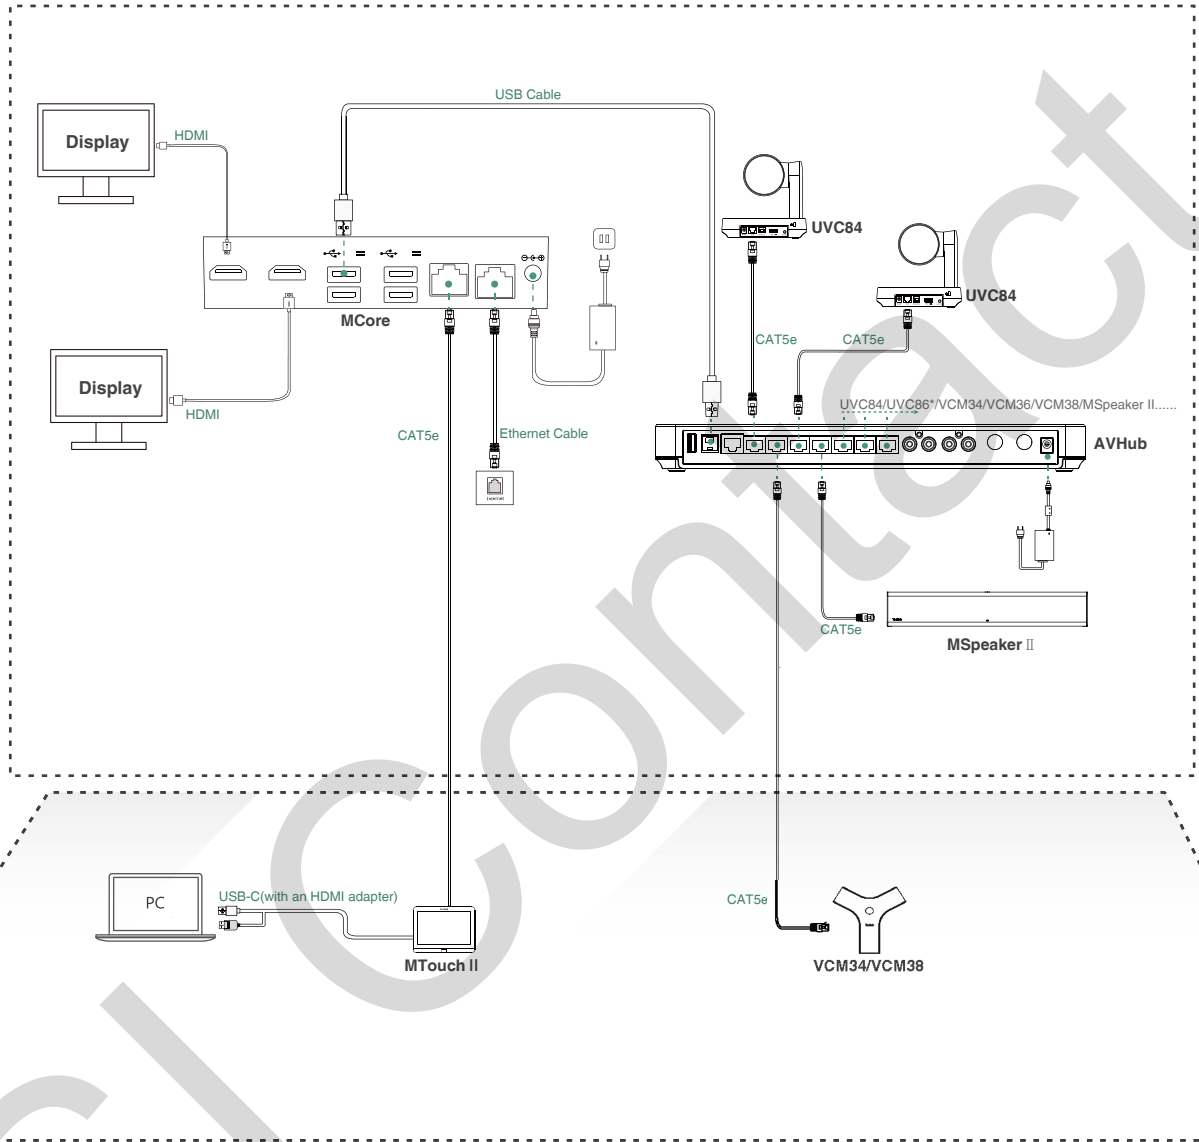 USB Cable
Display
HDMI
UVC84
UVC84
MCore
CAT5e
CAT5e
Display
HDMI
UVC84/UVC86*/VCM34/VCM36/VCM38/MSpeaker II......
CAT5e
Ethernet Cable
AVHub
Internet
CAT5e
MSpeaker II
PC
USB-C(with an HDMI adapter)
CAT5e
MTouch II
VCM34/VCM38
Contact